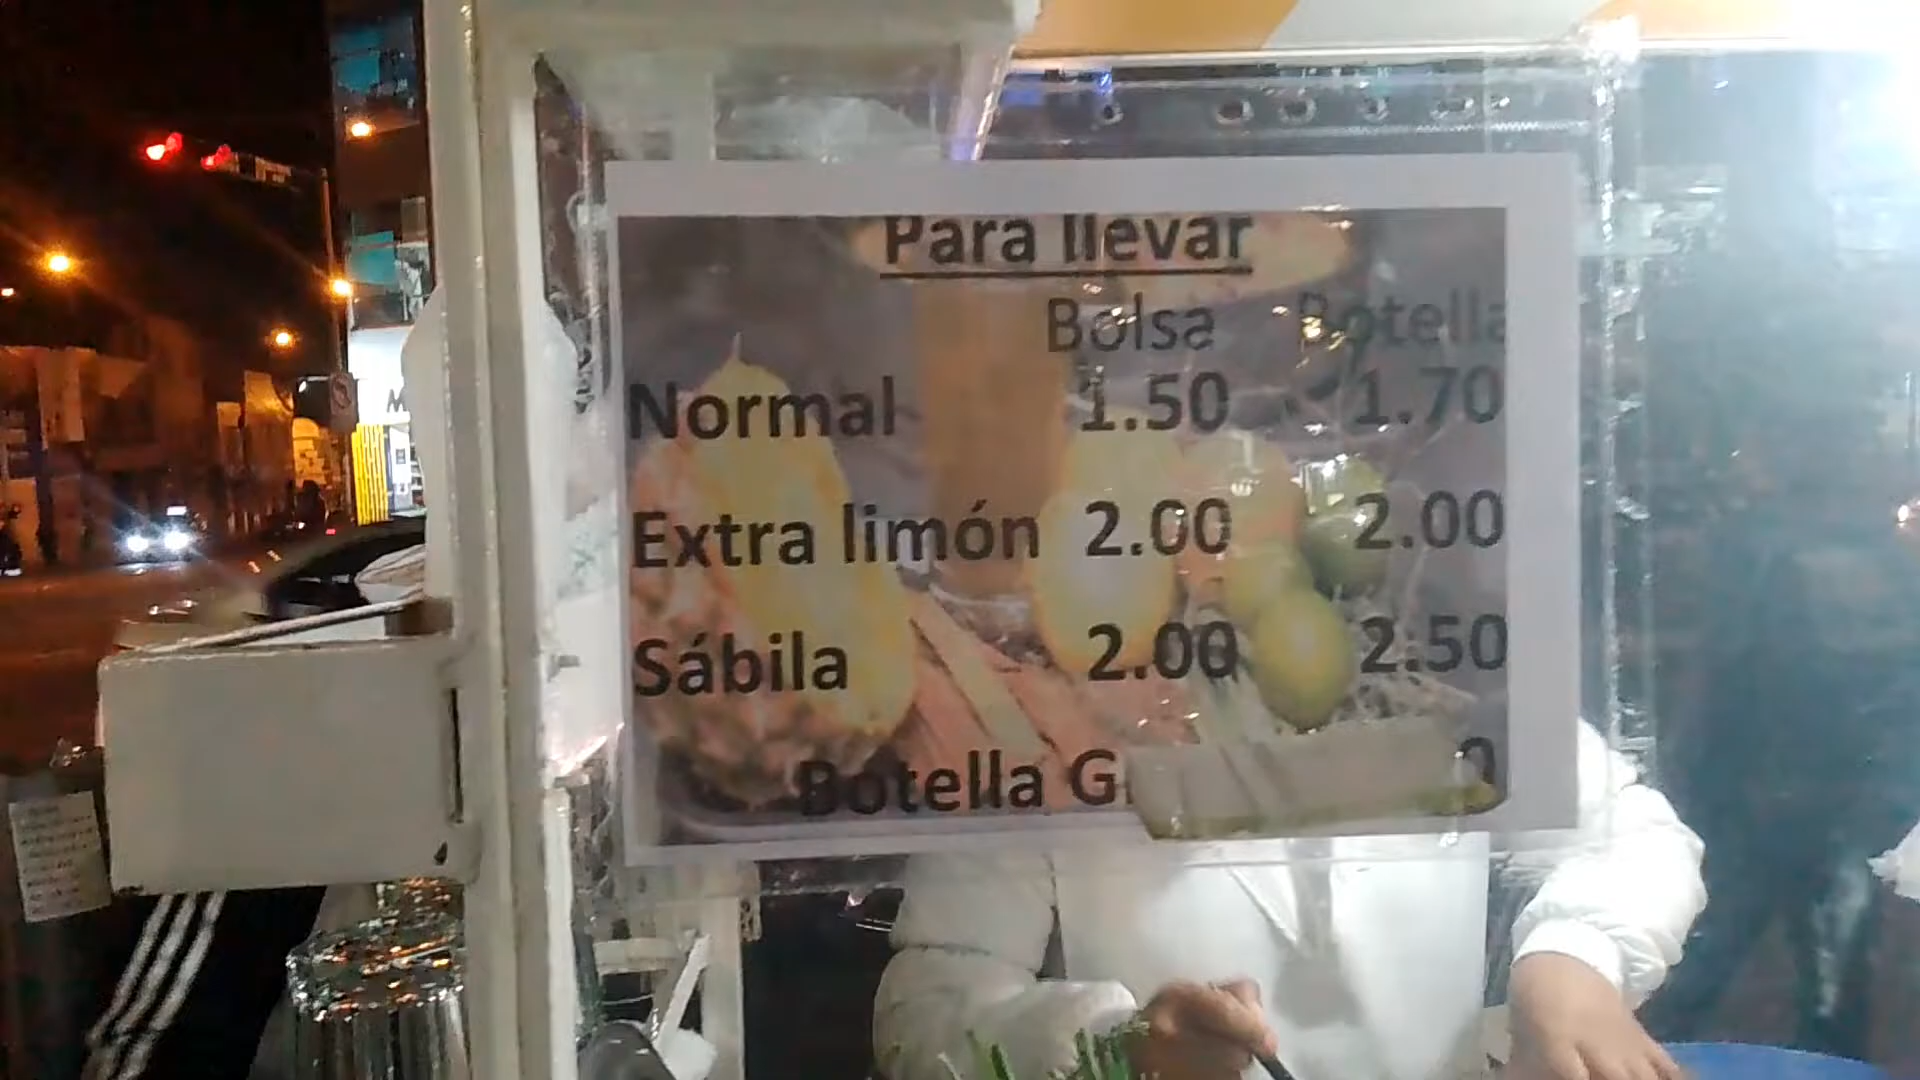 Para llevar
Bolsa Botella
Normal 1.50 1.70
Extra limón 2.00 2.00
Sábila 2.00 2.50
Botella G